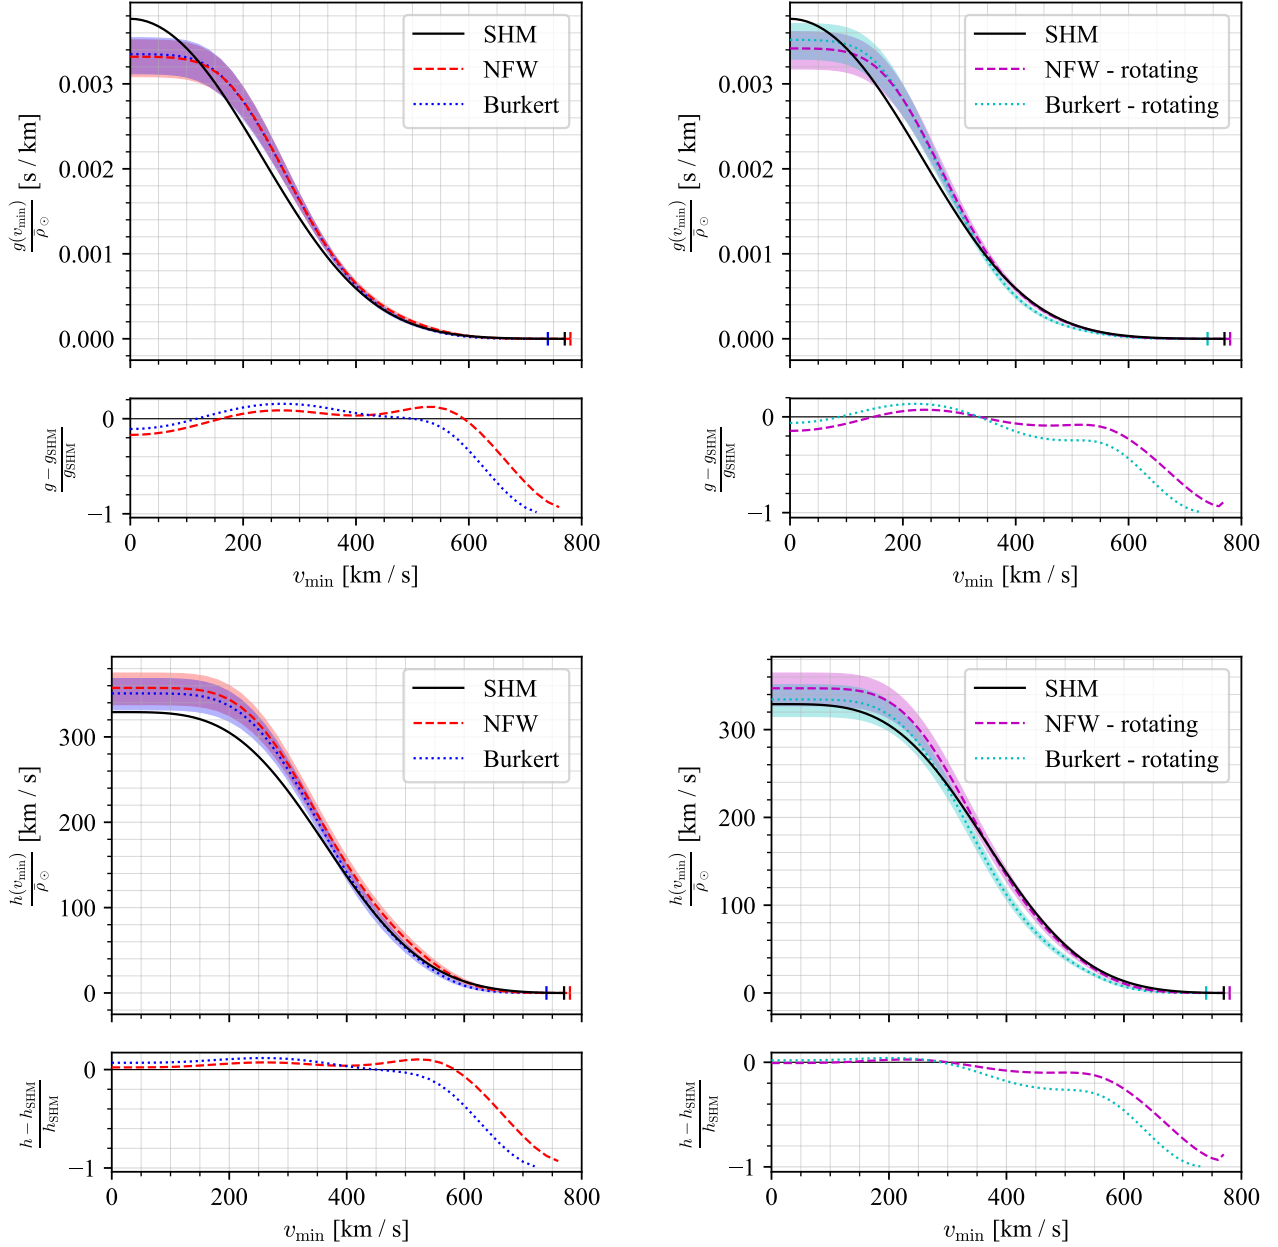 SHM
NFW
Burkert
0.003
0.002
0.001
0.000
g(v_min) / ρ̄_⊙ [s / km]
0
−1
g − g_SHM / g_SHM
0 200 400 600 800
v_min [km / s]
SHM
NFW - rotating
Burkert - rotating
0.003
0.002
0.001
0.000
g(v_min) / ρ̄_⊙ [s / km]
0
−1
g − g_SHM / g_SHM
0 200 400 600 800
v_min [km / s]
SHM
NFW
Burkert
300
200
100
0
h(v_min) / ρ̄_⊙ [km / s]
0
−1
h − h_SHM / h_SHM
0 200 400 600 800
v_min [km / s]
SHM
NFW - rotating
Burkert - rotating
300
200
100
0
h(v_min) / ρ̄_⊙ [km / s]
0
−1
h − h_SHM / h_SHM
0 200 400 600 800
v_min [km / s]